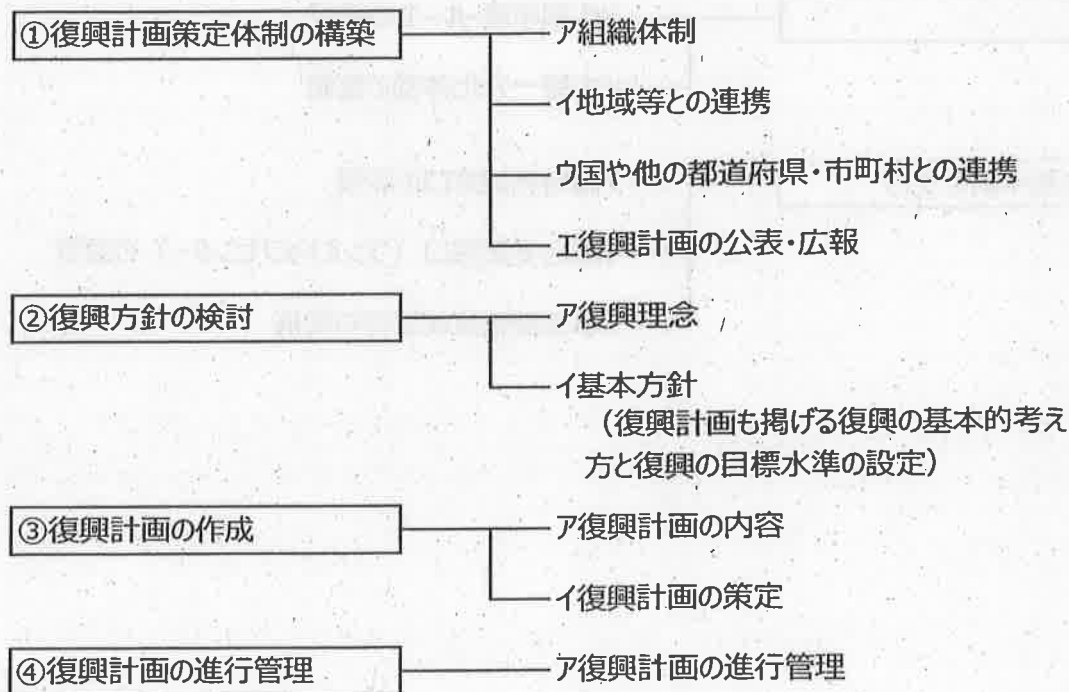 ①復興計画策定体制の構築
ア組織体制
イ地域等との連携
ウ国や他の都道府県・市町村との連携
エ復興計画の公表・広報
②復興方針の検討
ア復興理念
イ基本方針
（復興計画も掲げる復興の基本的考え
方と復興の目標水準の設定）
③復興計画の作成
ア復興計画の内容
イ復興計画の策定
④復興計画の進行管理
ア復興計画の進行管理